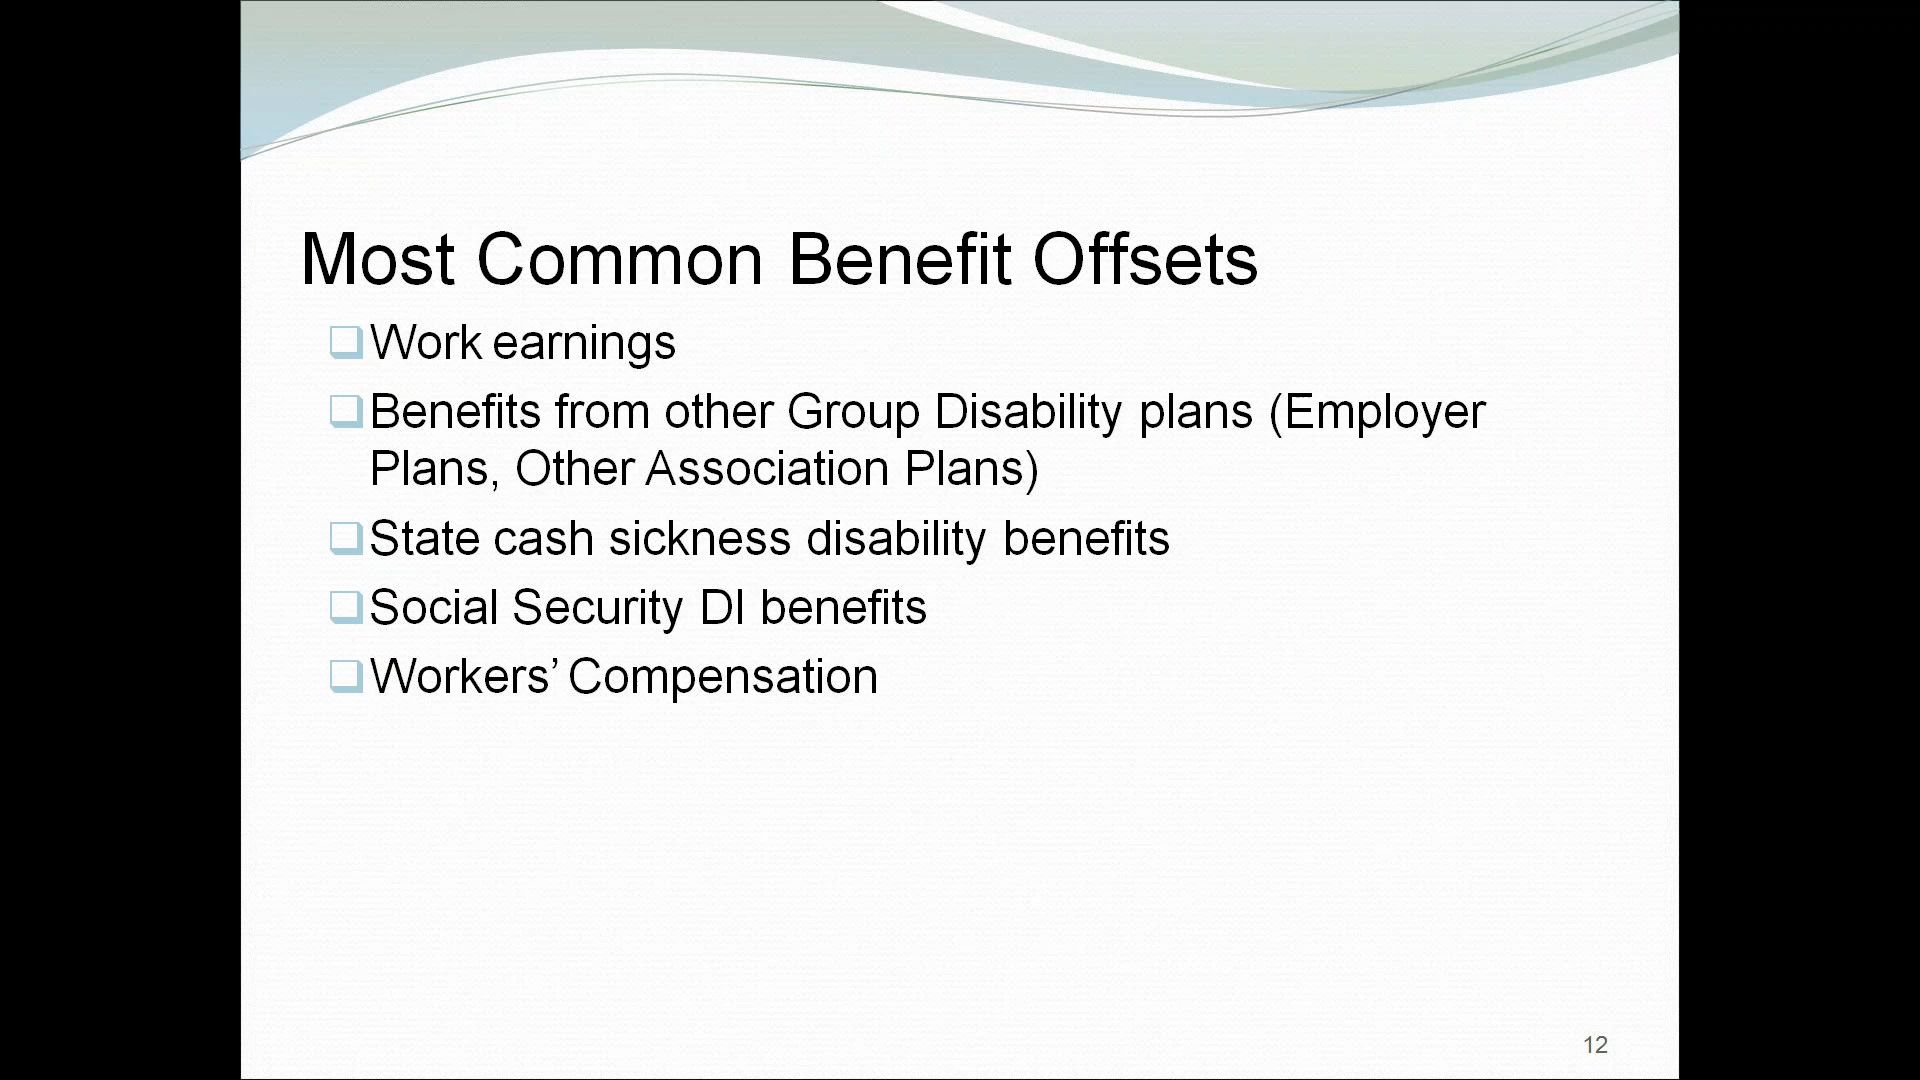 Most Common Benefit Offsets
Work earnings
Benefits from other Group Disability plans (Employer
Plans, Other Association Plans)
State cash sickness disability benefits
Social Security DI benefits
Workers’ Compensation
12